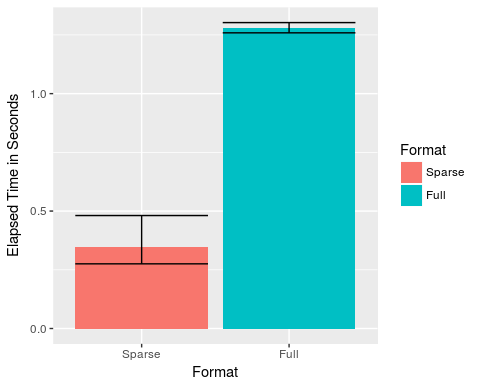 Elapsed Time in Seconds
1.0
0.5
0.0
Sparse
Full
Format
Format
Sparse
Full